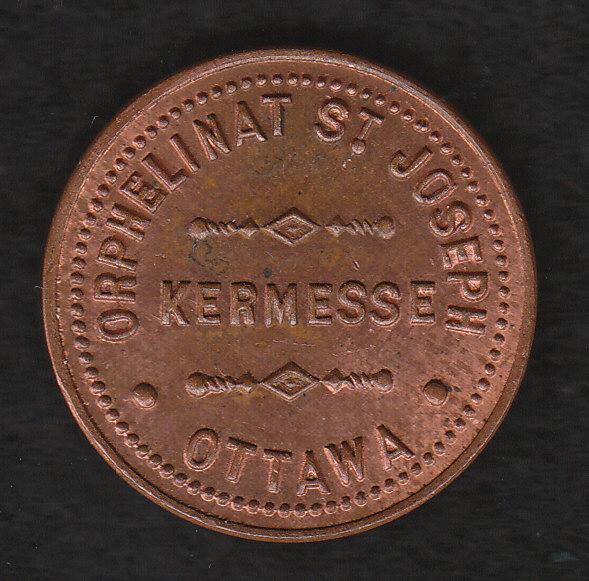 ORPHELINAT ST. JOSEPH
KERMESSE
OTTAWA